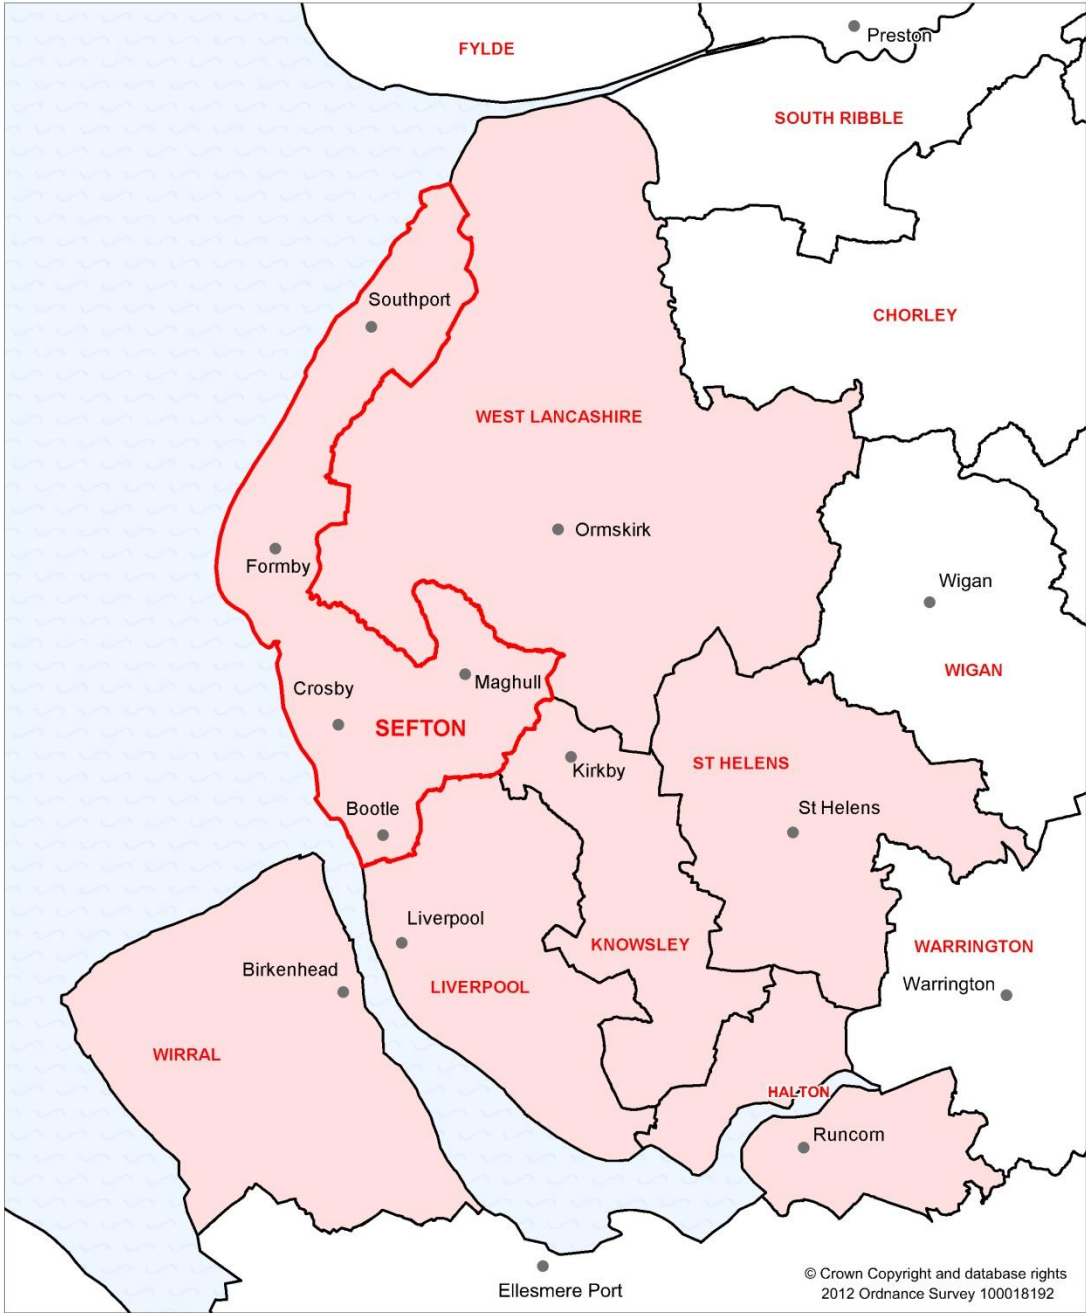 Preston
FYLDE
SOUTH RIBBLE
Southport
CHORLEY
WEST LANCASHIRE
Ormskirk
Formby
Wigan
WIGAN
Crosby
Maghull
SEFTON
Kirkby
ST HELENS
Bootle
St Helens
Liverpool
KNOWSLEY
WARRINGTON
Birkenhead
Warrington
LIVERPOOL
WIRRAL
HALTON
Runcorn
Ellesmere Port
© Crown Copyright and database rights
2012 Ordnance Survey 100018192